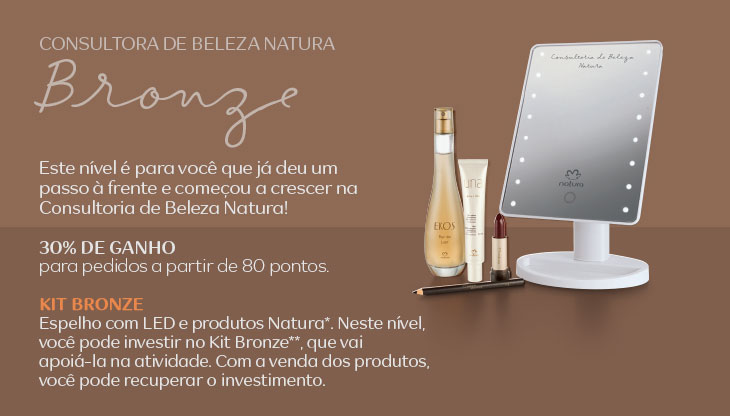 CONSULTORA DE BELEZA NATURA
Bronze
Este nível é para você que já deu um
passo à frente e começou a crescer na
Consultoria de Beleza Natura!
30% DE GANHO
para pedidos a partir de 80 pontos.
KIT BRONZE
Espelho com LED e produtos Natura*. Neste nível,
você pode investir no Kit Bronze**, que vai
apoiá-la na atividade. Com a venda dos produtos,
você pode recuperar o investimento.
Consultoria de Beleza
Natura
natura
EKOS
UNA